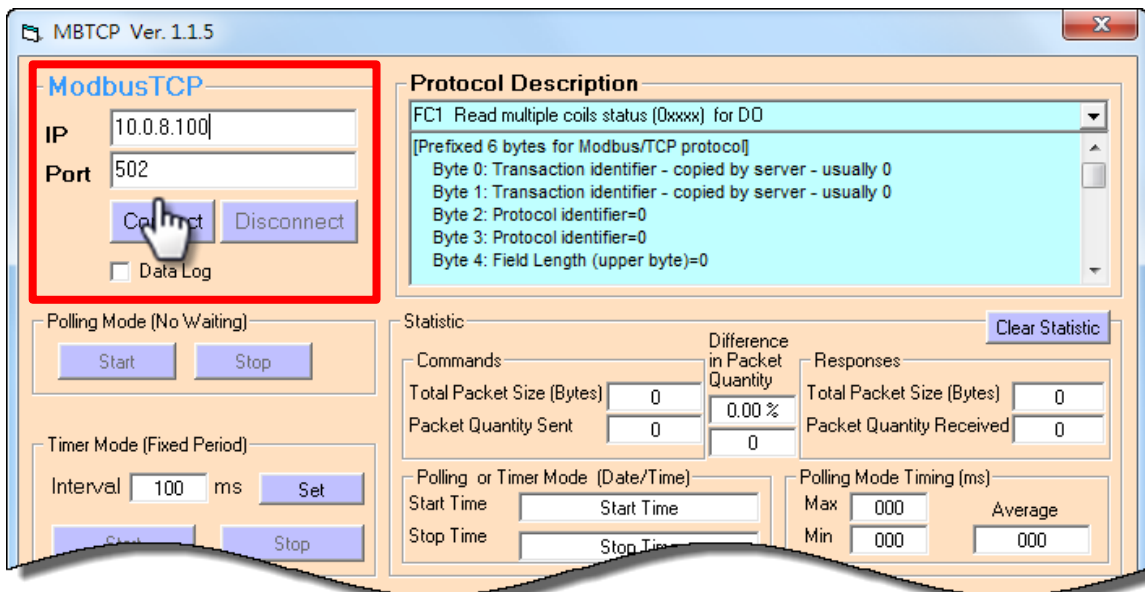 MBTCP Ver. 1.1.5
x
ModbusTCP
IP 10.0.8.100
Port 502
Connect Disconnect
Data Log
Protocol Description
FC1 Read multiple coils status (0xxxx) for DO
[Prefixed 6 bytes for Modbus/TCP protocol]
Byte 0: Transaction identifier - copied by server - usually 0
Byte 1: Transaction identifier - copied by server - usually 0
Byte 2: Protocol identifier=0
Byte 3: Protocol identifier=0
Byte 4: Field Length (upper byte)=0
Polling Mode (No Waiting)
Start Stop
Timer Mode (Fixed Period)
Interval 100 ms Set
Start Stop
Statistic
Clear Statistic
Commands
Total Packet Size (Bytes) 0
Packet Quantity Sent 0
Difference
in Packet
Quantity
0.00 %
0
Responses
Total Packet Size (Bytes) 0
Packet Quantity Received 0
Polling or Timer Mode (Date/Time)
Start Time Start Time
Stop Time Stop Time
Polling Mode Timing (ms)
Max 000
Min 000
Average
000